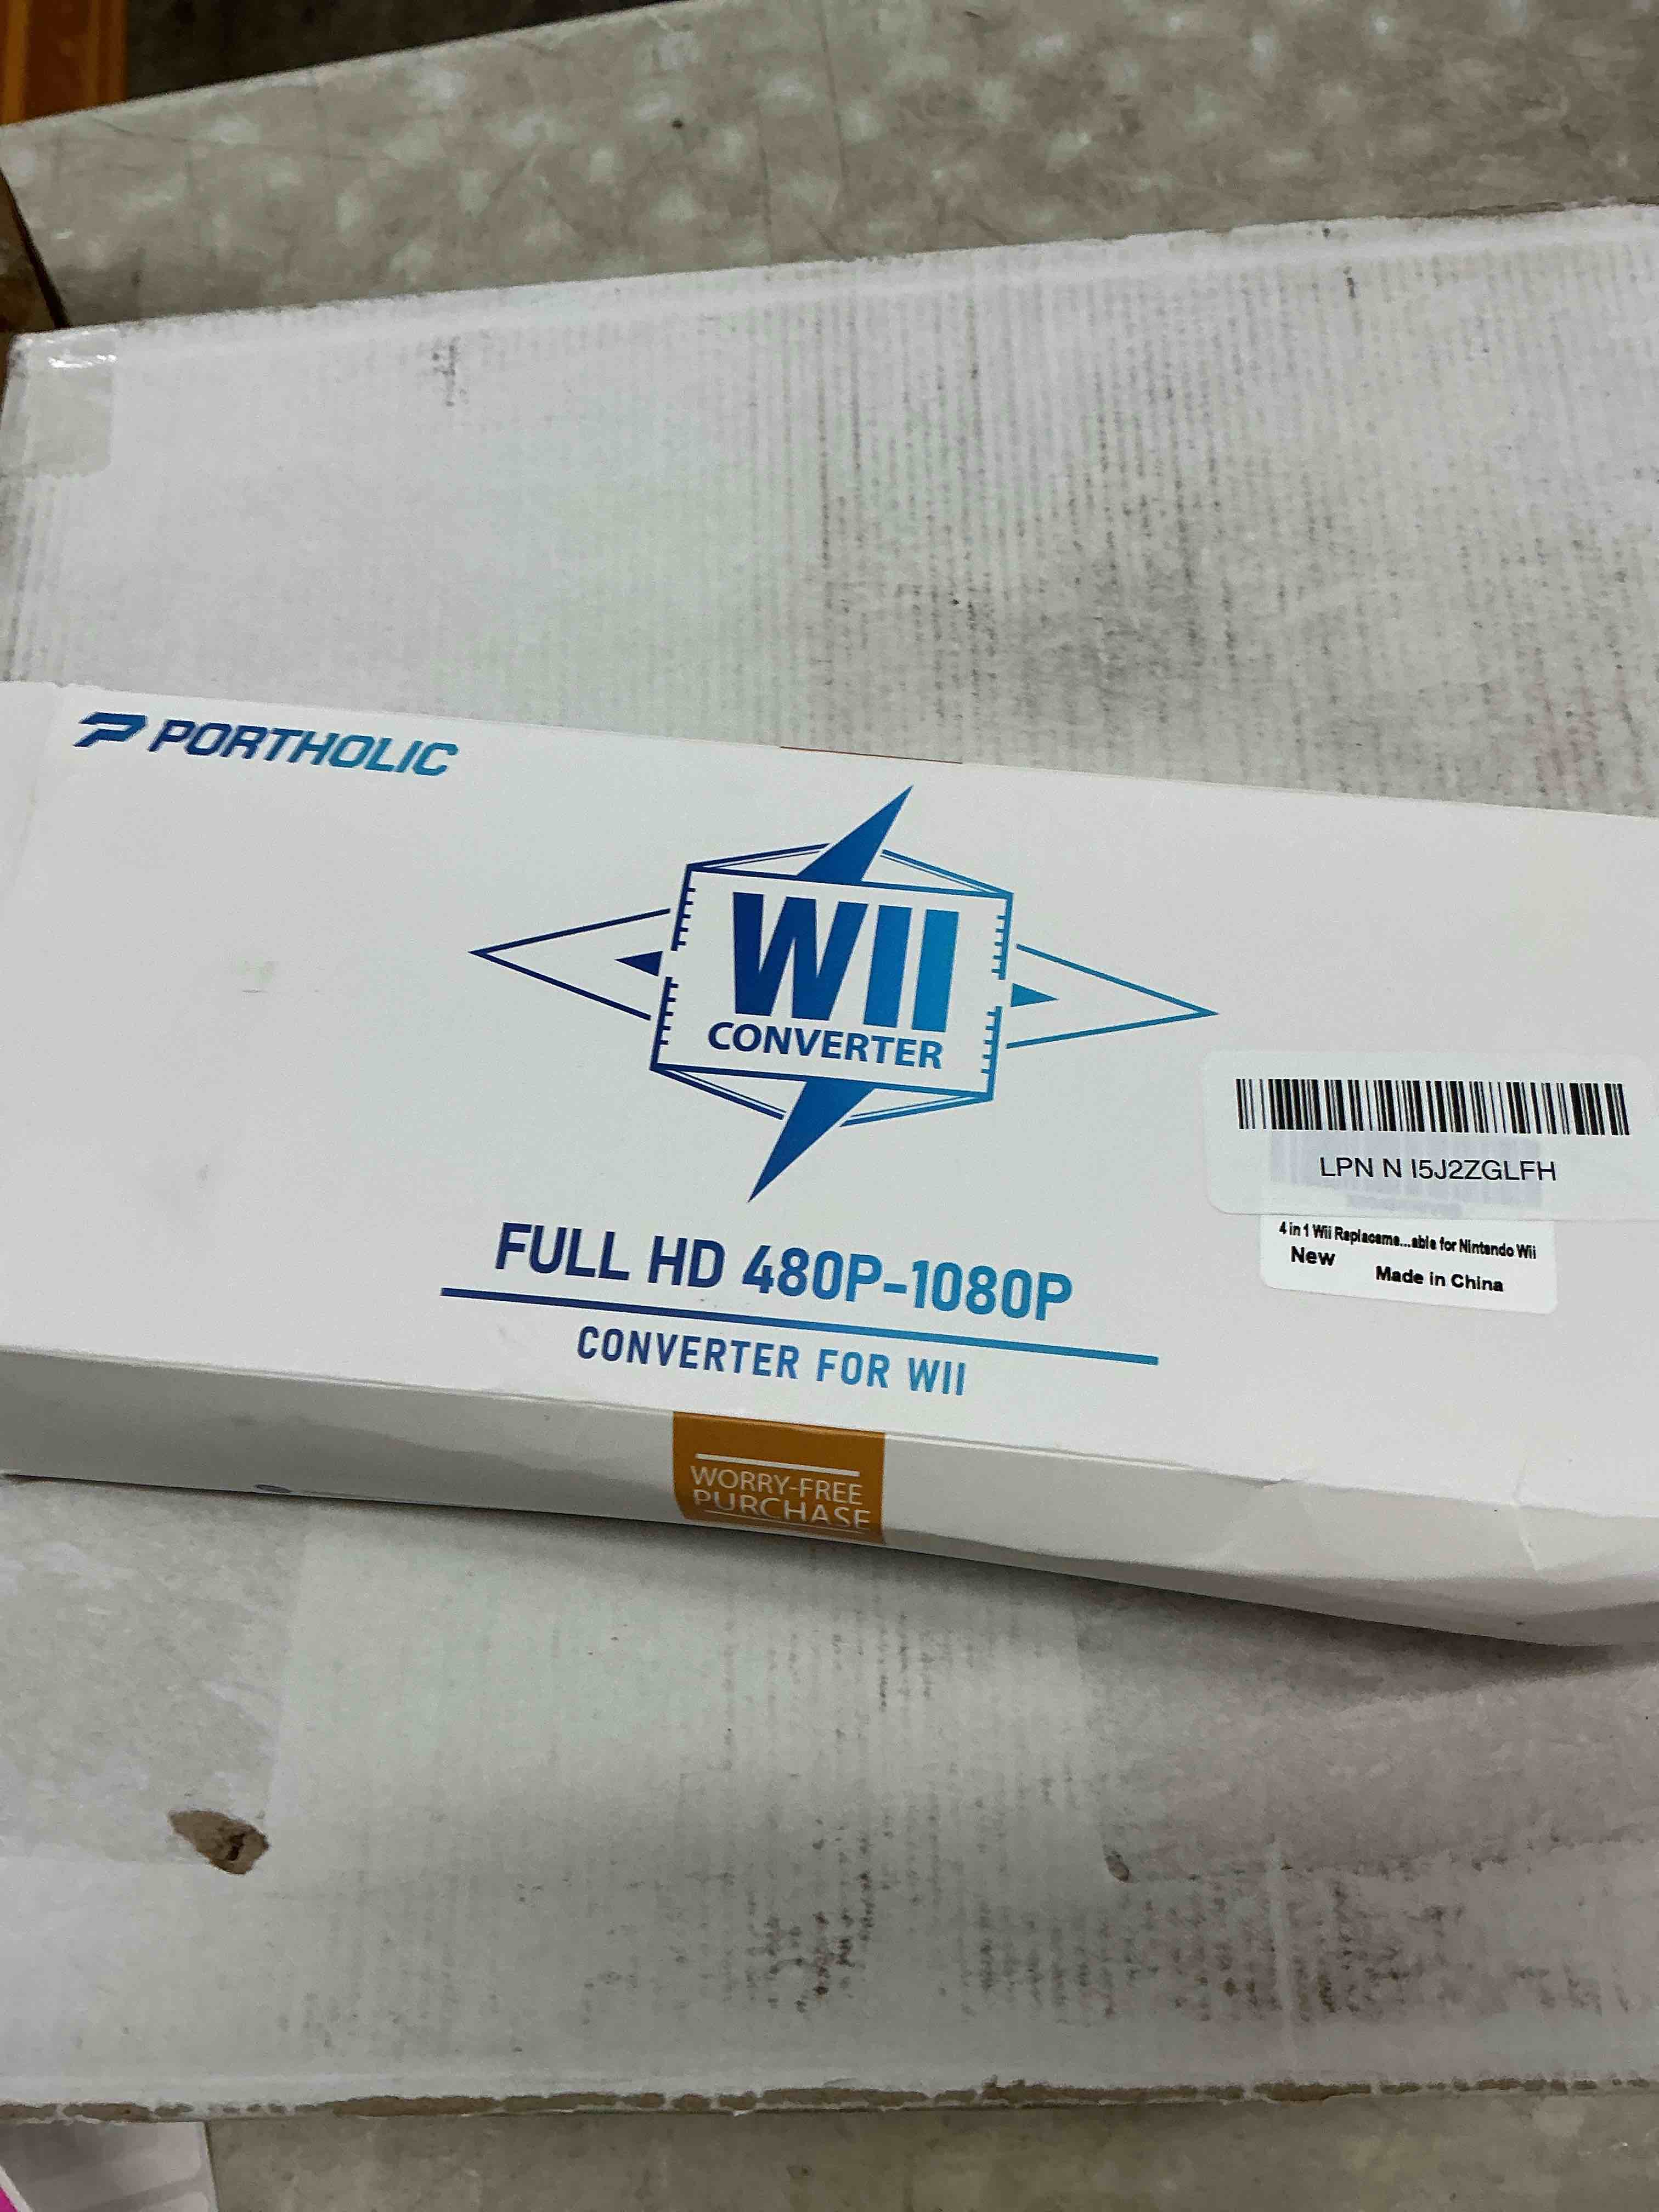 PORTHOLIC
WII
CONVERTER
LPN N I5J2ZGLFH
4 in 1 Wii Replaceme...able for Nintendo Wii
New
Made in China
FULL HD 480P-1080P
CONVERTER FOR WII
WORRY-FREE
PURCHASE